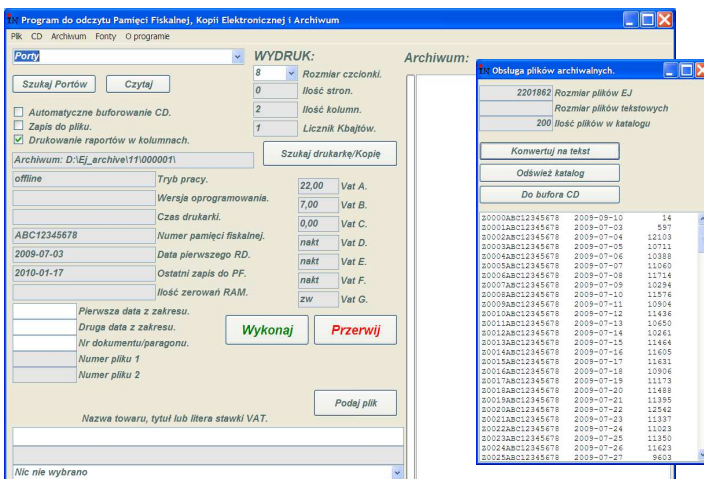 Program do odczytu Pamięci Fiskalnej, Kopii Elektronicznej i Archiwum
Plik CD Archiwum Fonty O programie
Porty
Szukaj Portów Czytaj
Automatyczne buforowanie CD.
Zapis do pliku.
Drukowanie raportów w kolumnach.
WYDRUK:
8 Rozmiar czcionki.
0 Ilość stron.
2 Ilość kolumn.
1 Licznik Kbajtów.
Szukaj drukarkę/Kopię
Archiwum: D:\Ej_archive\11\000001\
offline Tryb pracy.
Wersja oprogramowania.
Czas drukarki.
ABC12345678 Numer pamięci fiskalnej.
2009-07-03 Data pierwszego RD.
2010-01-17 Ostatni zapis do PF.
Ilość zerowań RAM.
22,00 Vat A.
7,00 Vat B.
0,00 Vat C.
nakt Vat D.
nakt Vat E.
nakt Vat F.
zw Vat G.
Pierwsza data z zakresu.
Druga data z zakresu.
Nr dokumentu/paragonu.
Numer pliku 1
Numer pliku 2
Wykonaj Przerwij
Podaj plik
Nazwa towaru, tytuł lub litera stawki VAT.
Nic nie wybrano
Archiwum:
Obsługa plików archiwalnych.
2201862 Rozmiar plików EJ
Rozmiar plików tekstowych
200 Ilość plików w katalogu
Konwertuj na tekst
Odśwież katalog
Do bufora CD
Z0000ABC12345678 2009-09-10 14
Z0001ABC12345678 2009-07-03 597
Z0002ABC12345678 2009-07-04 12103
Z0003ABC12345678 2009-07-05 10711
Z0004ABC12345678 2009-07-06 10388
Z0005ABC12345678 2009-07-07 11060
Z0006ABC12345678 2009-07-08 11714
Z0007ABC12345678 2009-07-09 10294
Z0008ABC12345678 2009-07-10 11576
Z0009ABC12345678 2009-07-11 10904
Z0010ABC12345678 2009-07-12 11436
Z0011ABC12345678 2009-07-13 10650
Z0012ABC12345678 2009-07-14 10261
Z0013ABC12345678 2009-07-15 11464
Z0014ABC12345678 2009-07-16 11605
Z0015ABC12345678 2009-07-17 11631
Z0016ABC12345678 2009-07-18 10906
Z0017ABC12345678 2009-07-19 11173
Z0018ABC12345678 2009-07-20 11488
Z0019ABC12345678 2009-07-21 11395
Z0020ABC12345678 2009-07-22 12542
Z0021ABC12345678 2009-07-23 11337
Z0022ABC12345678 2009-07-24 11023
Z0023ABC12345678 2009-07-25 11350
Z0024ABC12345678 2009-07-26 11623
Z0025ABC12345678 2009-07-27 9603